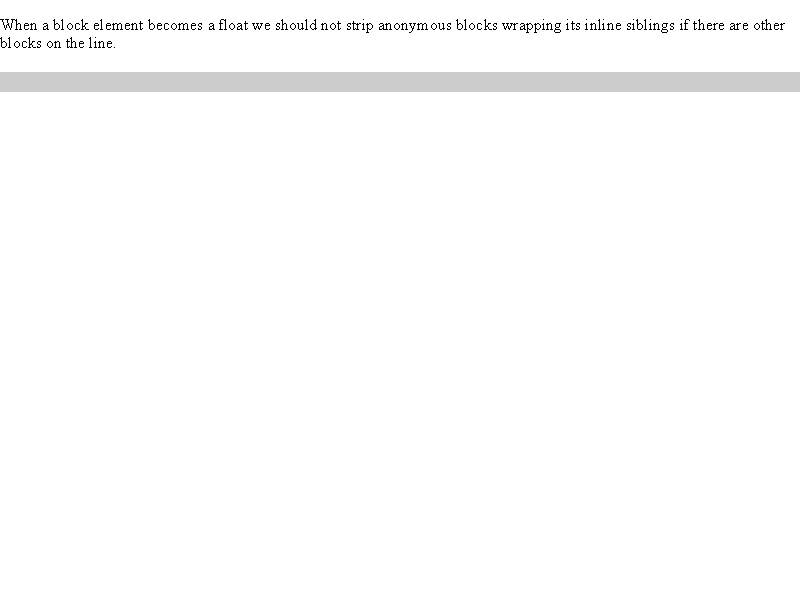 When a block element becomes a float we should not strip anonymous blocks wrapping its inline siblings if there are other
blocks on the line.